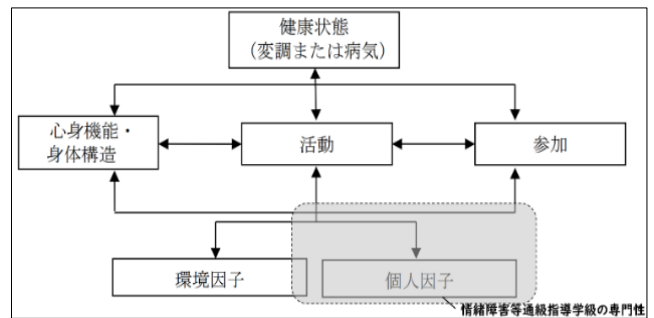 健康状態
(変調または病気)
心身機能・
身体構造
活動
参加
環境因子
個人因子
情緒障害等通級指導学級の専門性